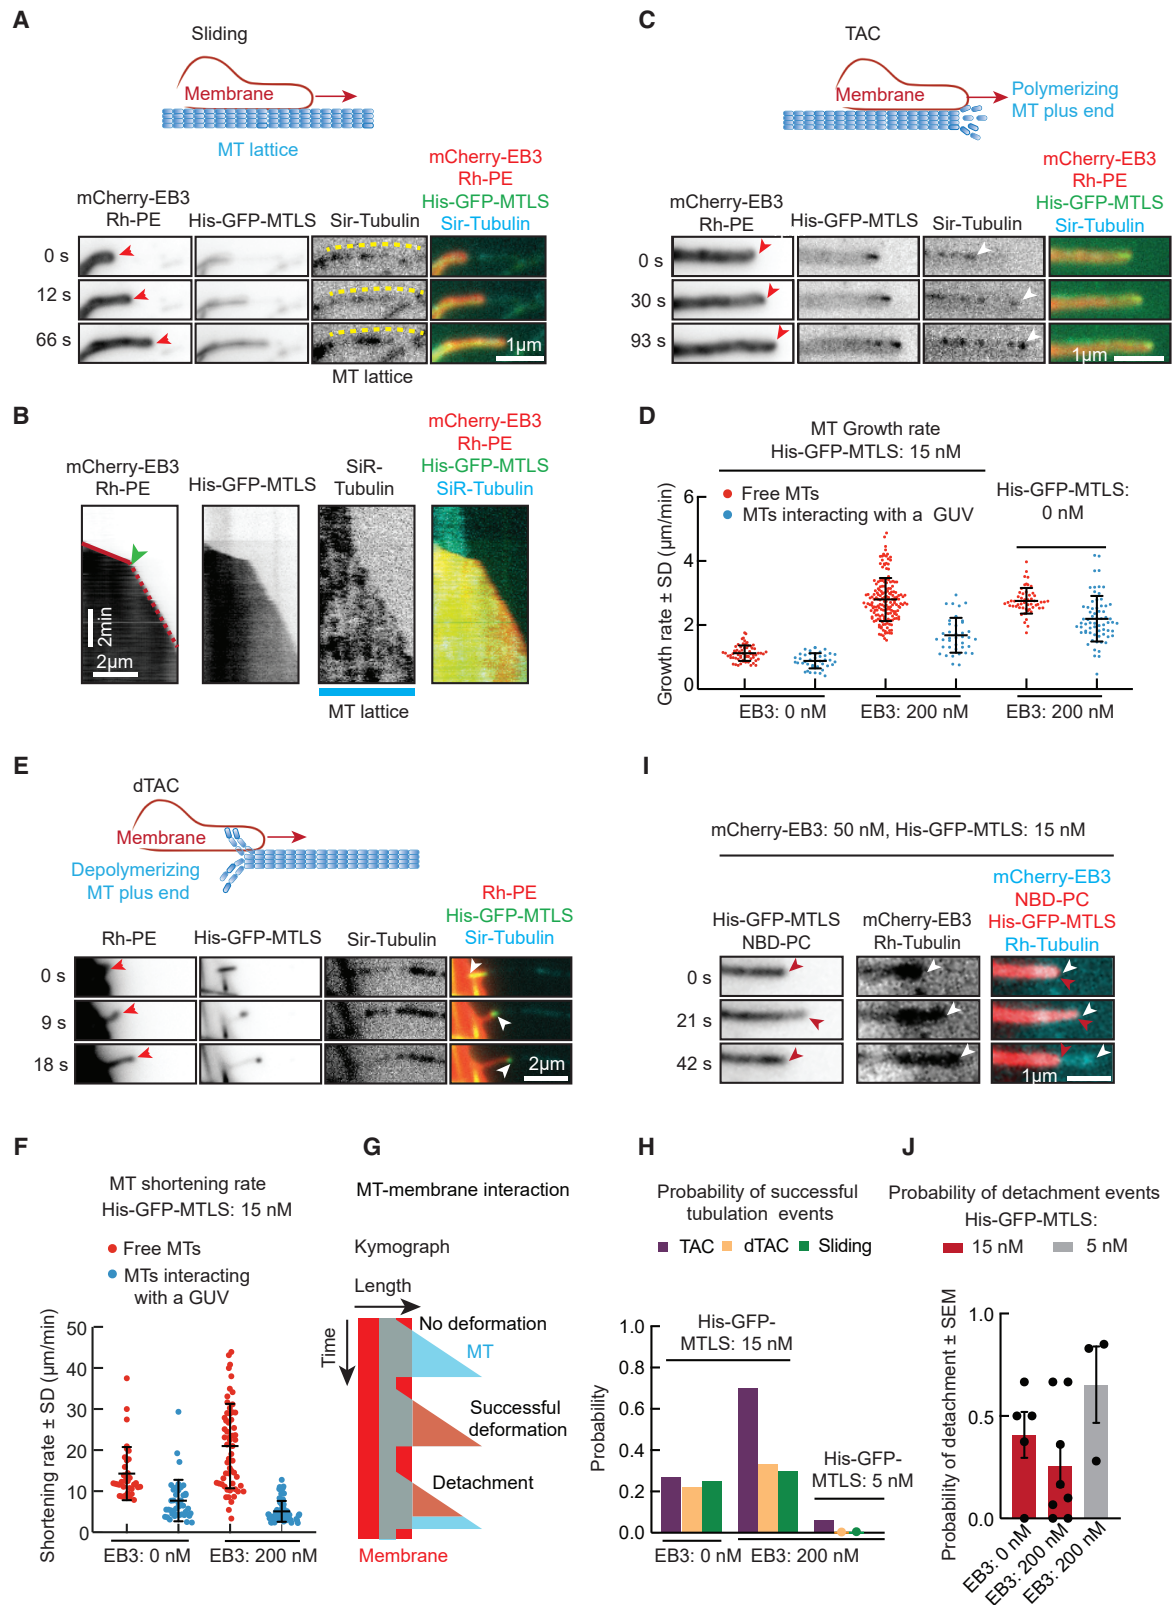 A
Sliding
Membrane
MT lattice
mCherry-EB3
Rh-PE
His-GFP-MTLS
Sir-Tubulin
mCherry-EB3
Rh-PE
His-GFP-MTLS
Sir-Tubulin
0 s
12 s
66 s
1µm
MT lattice
C
TAC
Membrane
Polymerizing
MT plus end
mCherry-EB3
Rh-PE
His-GFP-MTLS
Sir-Tubulin
mCherry-EB3
Rh-PE
His-GFP-MTLS
Sir-Tubulin
0 s
30 s
93 s
1µm
B
mCherry-EB3
Rh-PE
His-GFP-MTLS
SiR-
Tubulin
mCherry-EB3
Rh-PE
His-GFP-MTLS
SiR-Tubulin
2min
2µm
MT lattice
D
MT Growth rate
His-GFP-MTLS: 15 nM
His-GFP-MTLS:
0 nM
Free MTs
MTs interacting with a GUV
Growth rate ± SD (µm/min)
6
4
2
0
EB3: 0 nM
EB3: 200 nM
EB3: 200 nM
E
dTAC
Membrane
Depolymerizing
MT plus end
Rh-PE
His-GFP-MTLS
Sir-Tubulin
Rh-PE
His-GFP-MTLS
Sir-Tubulin
0 s
9 s
18 s
2µm
I
mCherry-EB3: 50 nM, His-GFP-MTLS: 15 nM
His-GFP-MTLS
NBD-PC
mCherry-EB3
Rh-Tubulin
mCherry-EB3
NBD-PC
His-GFP-MTLS
Rh-Tubulin
0 s
21 s
42 s
1µm
F
MT shortening rate
His-GFP-MTLS: 15 nM
Free MTs
MTs interacting
with a GUV
Shortening rate ± SD (µm/min)
50
40
30
20
10
0
EB3: 0 nM
EB3: 200 nM
G
MT-membrane interaction
Kymograph
Length
Time
No deformation
MT
Successful
deformation
Detachment
Membrane
H
Probability of successful
tubulation events
TAC
dTAC
Sliding
His-GFP-
MTLS: 15 nM
His-GFP-
MTLS: 5 nM
Probability
1.0
0.8
0.6
0.4
0.2
0.0
EB3: 0 nM
EB3: 200 nM
J
Probability of detachment events
His-GFP-MTLS:
15 nM
5 nM
Probability of detachment ± SEM
1.0
0.5
0.0
EB3: 0 nM
EB3: 200 nM
EB3: 200 nM